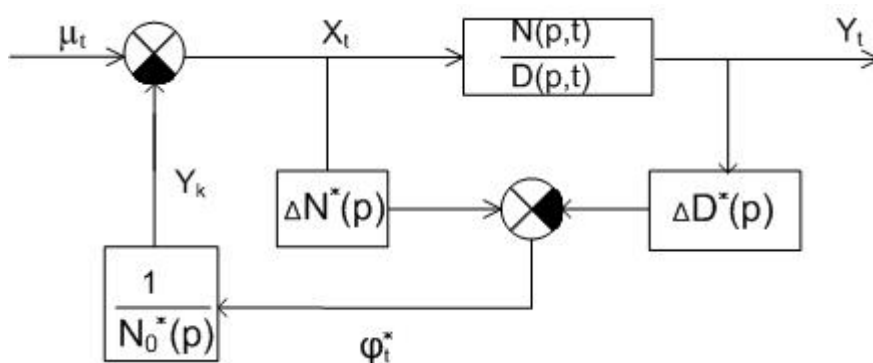 μₜ
Xₜ
N(p,t)
D(p,t)
Yₜ
Yₖ
ΔN*(p)
ΔD*(p)
1
N₀*(p)
φₜ*